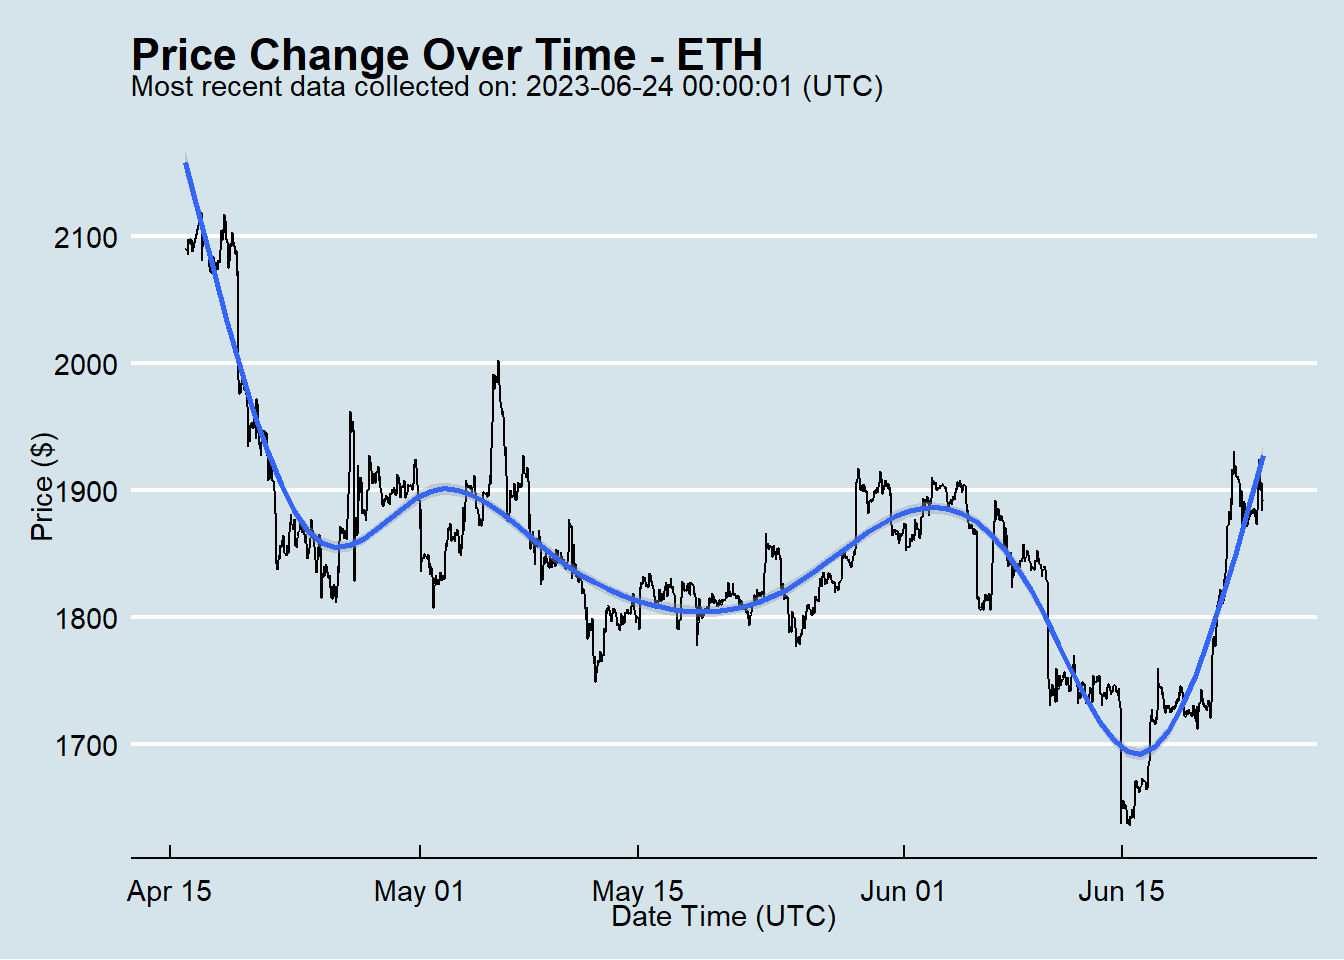 Price Change Over Time - ETH
Most recent data collected on: 2023-06-24 00:00:01 (UTC)
Price ($)
2100
2000
1900
1800
1700
Apr 15
May 01
May 15
Jun 01
Jun 15
Date Time (UTC)